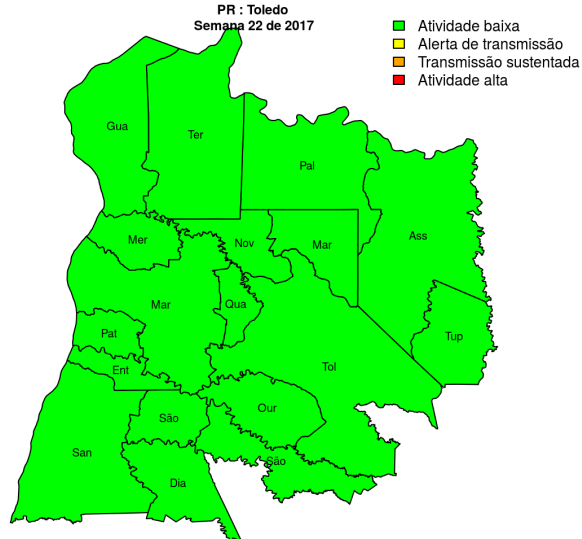 PR : Toledo
Semana 22 de 2017
Atividade baixa
Alerta de transmissão
Transmissão sustentada
Atividade alta
Gua
Ter
Pal
Mer
Nov
Mar
Ass
Mar
Qua
Pat
Tup
Ent
Tol
São
Our
San
São
Dia